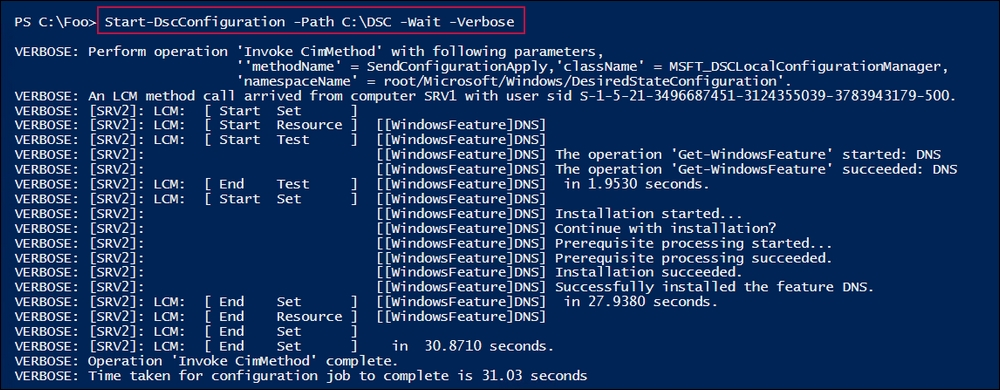 PS C:\Foo> Start-DscConfiguration -Path C:\DSC -Wait -Verbose
VERBOSE: Perform operation 'Invoke CimMethod' with following parameters,
''methodName' = SendConfigurationApply,'className' = MSFT_DSCLocalConfigurationManager,
'namespaceName' = root/Microsoft/Windows/DesiredStateConfiguration'.
VERBOSE: An LCM method call arrived from computer SRV1 with user sid S-1-5-21-3496687451-3124355039-3783943179-500.
VERBOSE: [SRV2]: LCM:  [ Start  Set      ]
VERBOSE: [SRV2]: LCM:  [ Start  Resource ]  [[WindowsFeature]DNS]
VERBOSE: [SRV2]: LCM:  [ Start  Test     ]  [[WindowsFeature]DNS]
VERBOSE: [SRV2]:                            [[WindowsFeature]DNS] The operation 'Get-WindowsFeature' started: DNS
VERBOSE: [SRV2]:                            [[WindowsFeature]DNS] The operation 'Get-WindowsFeature' succeeded: DNS
VERBOSE: [SRV2]: LCM:  [ End    Test     ]  [[WindowsFeature]DNS]  in 1.9530 seconds.
VERBOSE: [SRV2]: LCM:  [ Start  Set      ]  [[WindowsFeature]DNS]
VERBOSE: [SRV2]:                            [[WindowsFeature]DNS] Installation started...
VERBOSE: [SRV2]:                            [[WindowsFeature]DNS] Continue with installation?
VERBOSE: [SRV2]:                            [[WindowsFeature]DNS] Prerequisite processing started...
VERBOSE: [SRV2]:                            [[WindowsFeature]DNS] Prerequisite processing succeeded.
VERBOSE: [SRV2]:                            [[WindowsFeature]DNS] Installation succeeded.
VERBOSE: [SRV2]:                            [[WindowsFeature]DNS] Successfully installed the feature DNS.
VERBOSE: [SRV2]: LCM:  [ End    Set      ]  [[WindowsFeature]DNS]  in 27.9380 seconds.
VERBOSE: [SRV2]: LCM:  [ End    Resource ]  [[WindowsFeature]DNS]
VERBOSE: [SRV2]: LCM:  [ End    Set      ]
VERBOSE: [SRV2]: LCM:  [ End    Set      ]    in  30.8710 seconds.
VERBOSE: Operation 'Invoke CimMethod' complete.
VERBOSE: Time taken for configuration job to complete is 31.03 seconds